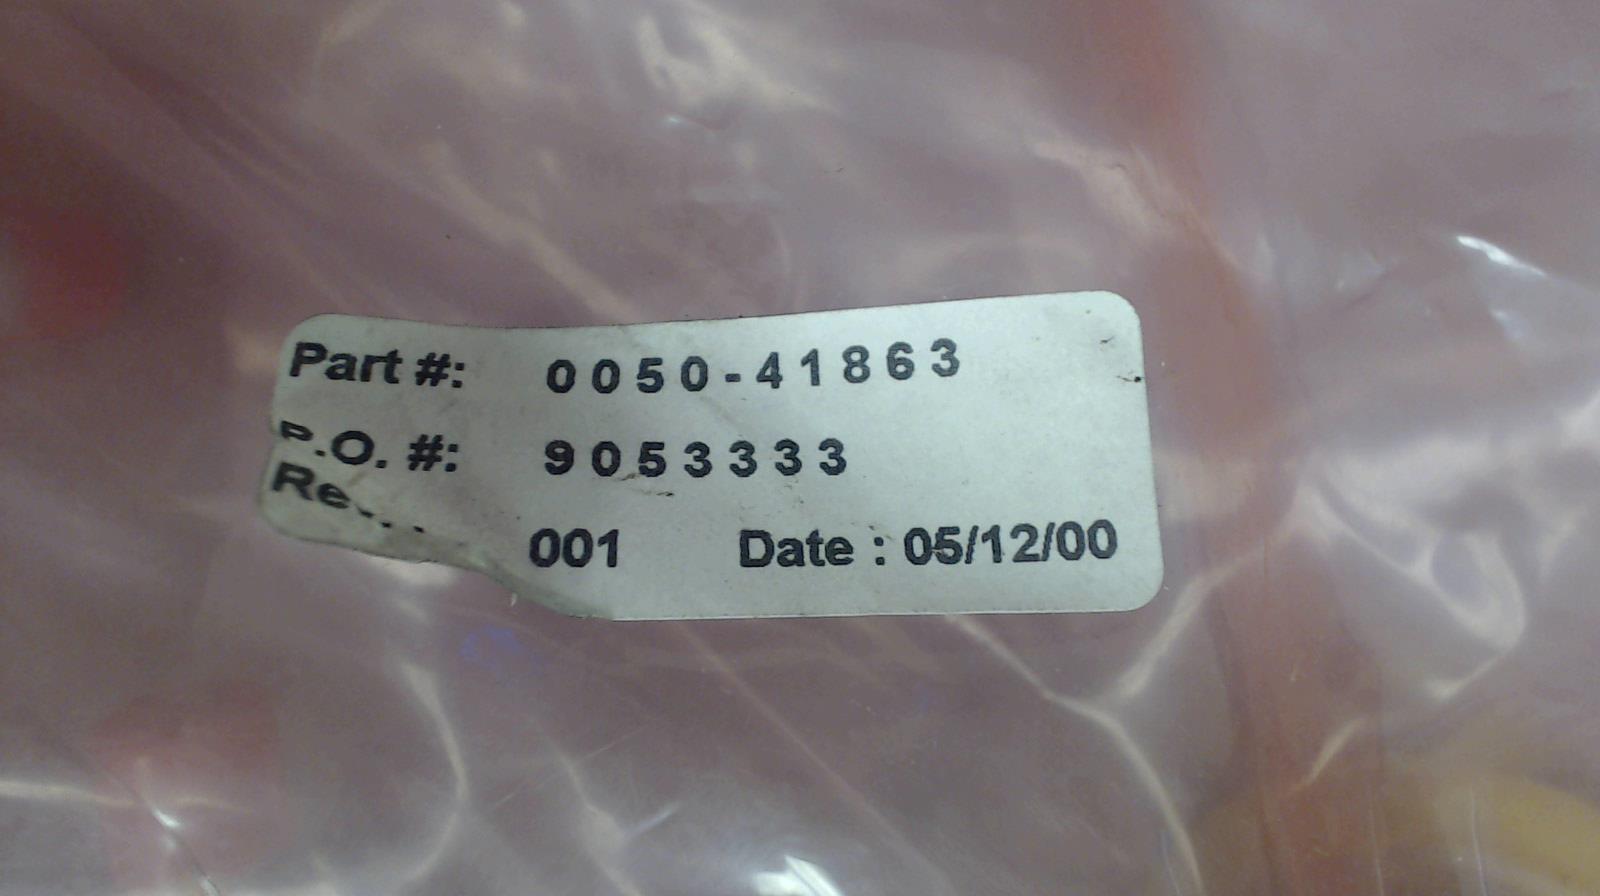 Part #: 0050-41863
P.O. #: 9053333
001 Date : 05/12/00